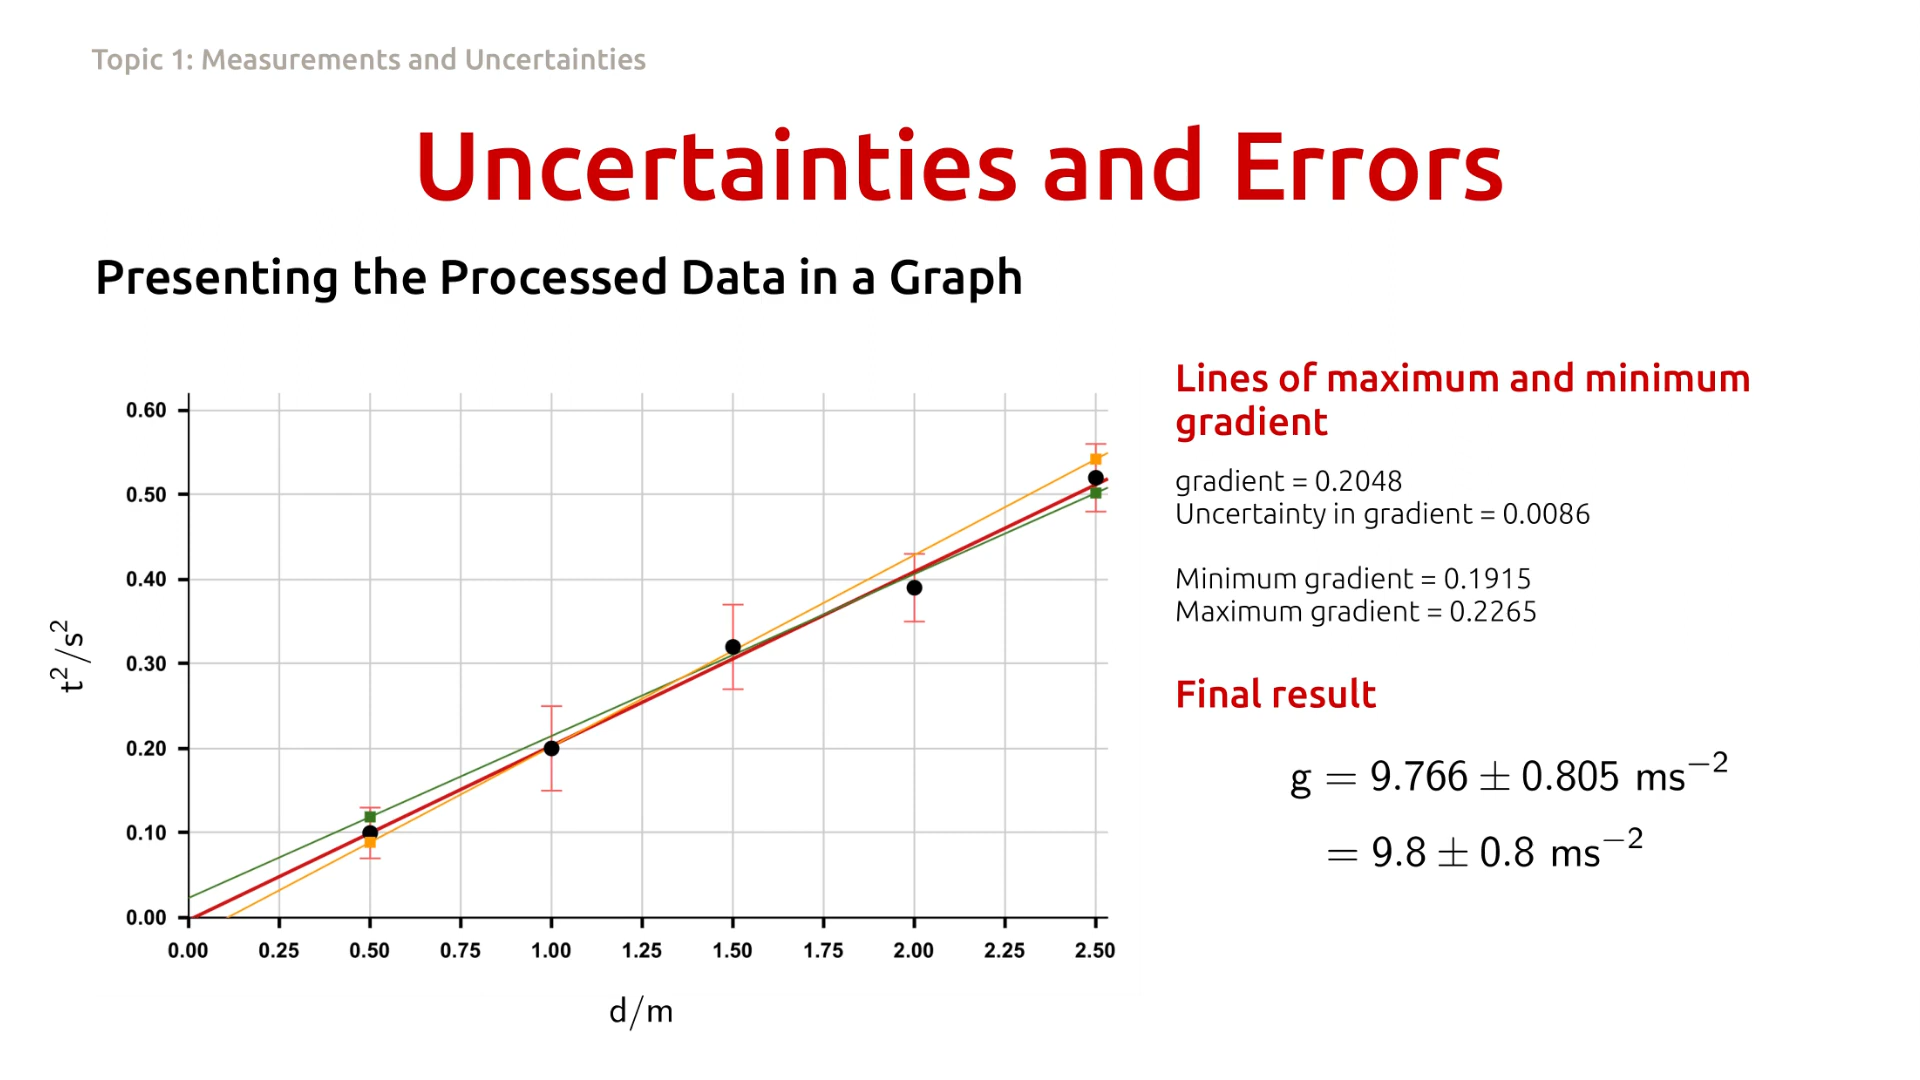 Topic 1: Measurements and Uncertainties
Uncertainties and Errors
Presenting the Processed Data in a Graph
t²/s²
0.60
0.50
0.40
0.30
0.20
0.10
0.00
0.00 0.25 0.50 0.75 1.00 1.25 1.50 1.75 2.00 2.25 2.50
d/m
Lines of maximum and minimum
gradient
gradient = 0.2048
Uncertainty in gradient = 0.0086
Minimum gradient = 0.1915
Maximum gradient = 0.2265
Final result
g = 9.766 ± 0.805 ms⁻²
= 9.8 ± 0.8 ms⁻²